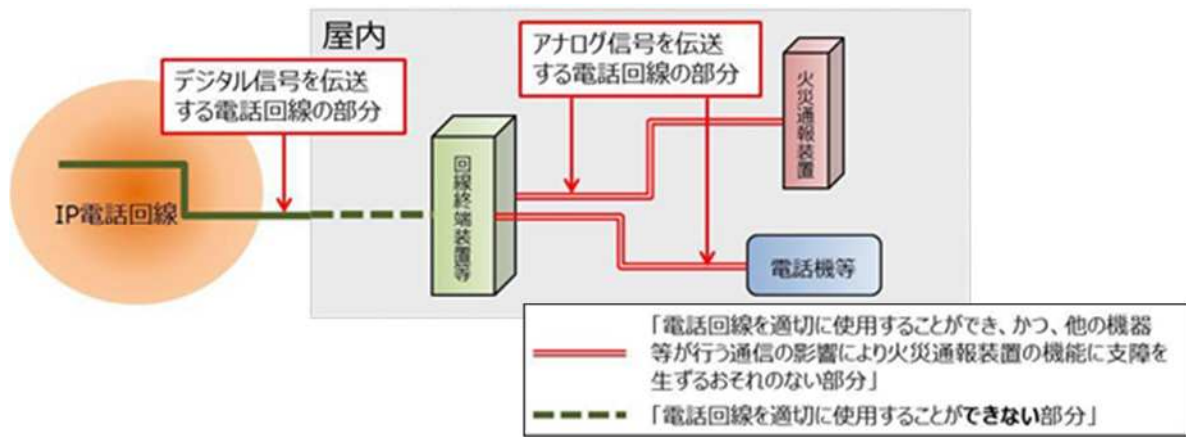 屋内
デジタル信号を伝送
する電話回線の部分
アナログ信号を伝送
する電話回線の部分
火災通報装置
回線終端装置等
IP電話回線
電話機等
「電話回線を適切に使用することができ、かつ、他の機器
等が行う通信の影響により火災通報装置の機能に支障を
生ずるおそれのない部分」
「電話回線を適切に使用することができない部分」